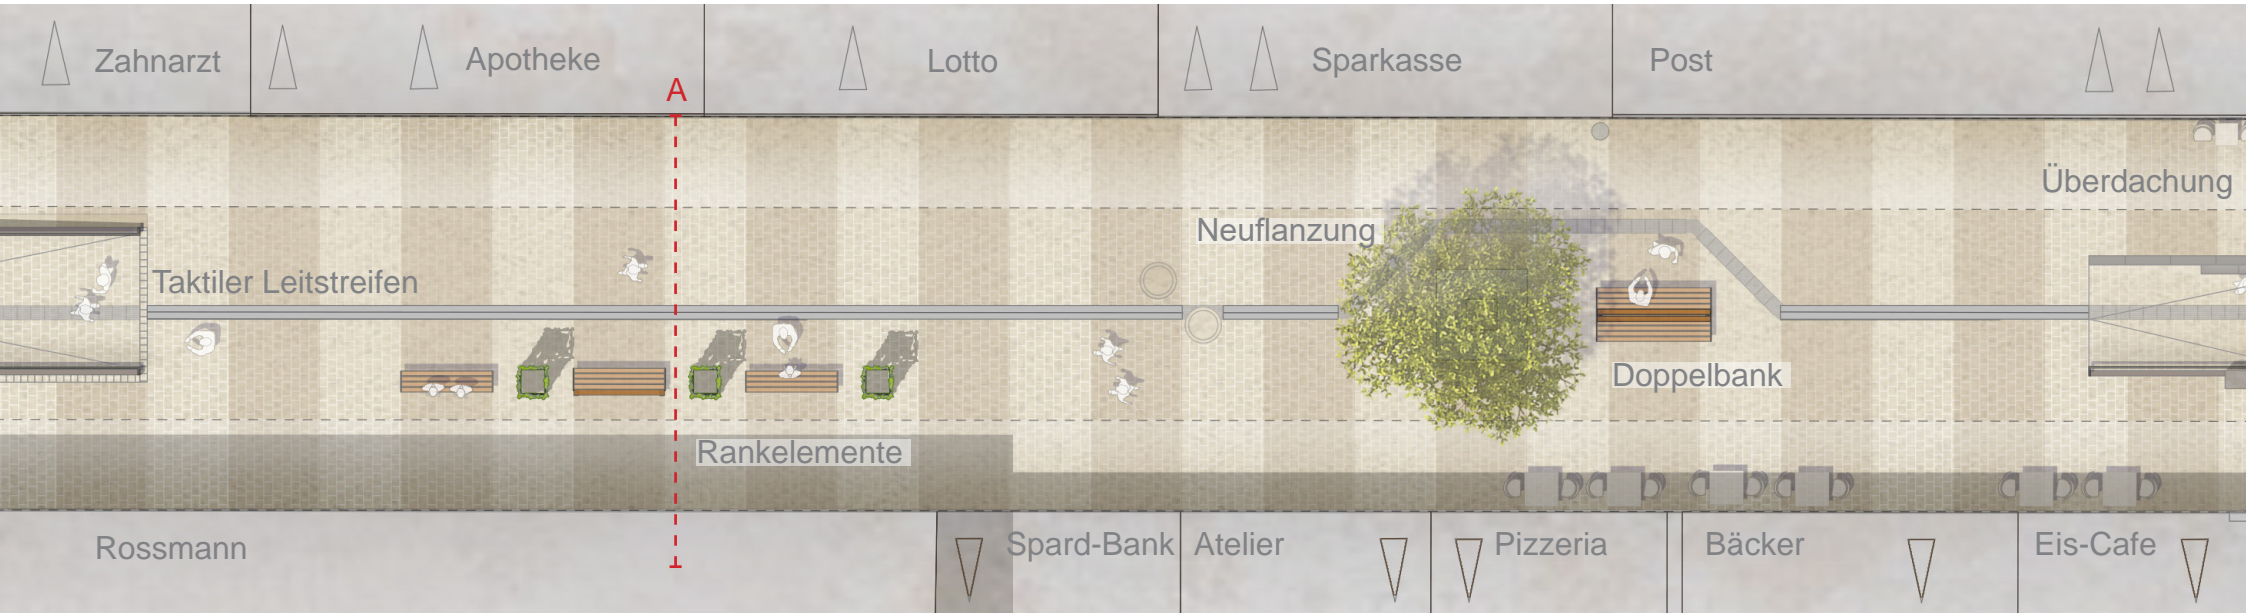 Zahnarzt
Apotheke
Lotto
Sparkasse
Post
A
Überdachung
Neuflanzung
Taktiler Leitstreifen
Doppelbank
Rankelemente
Rossmann
Spard-Bank
Atelier
Pizzeria
Bäcker
Eis-Cafe